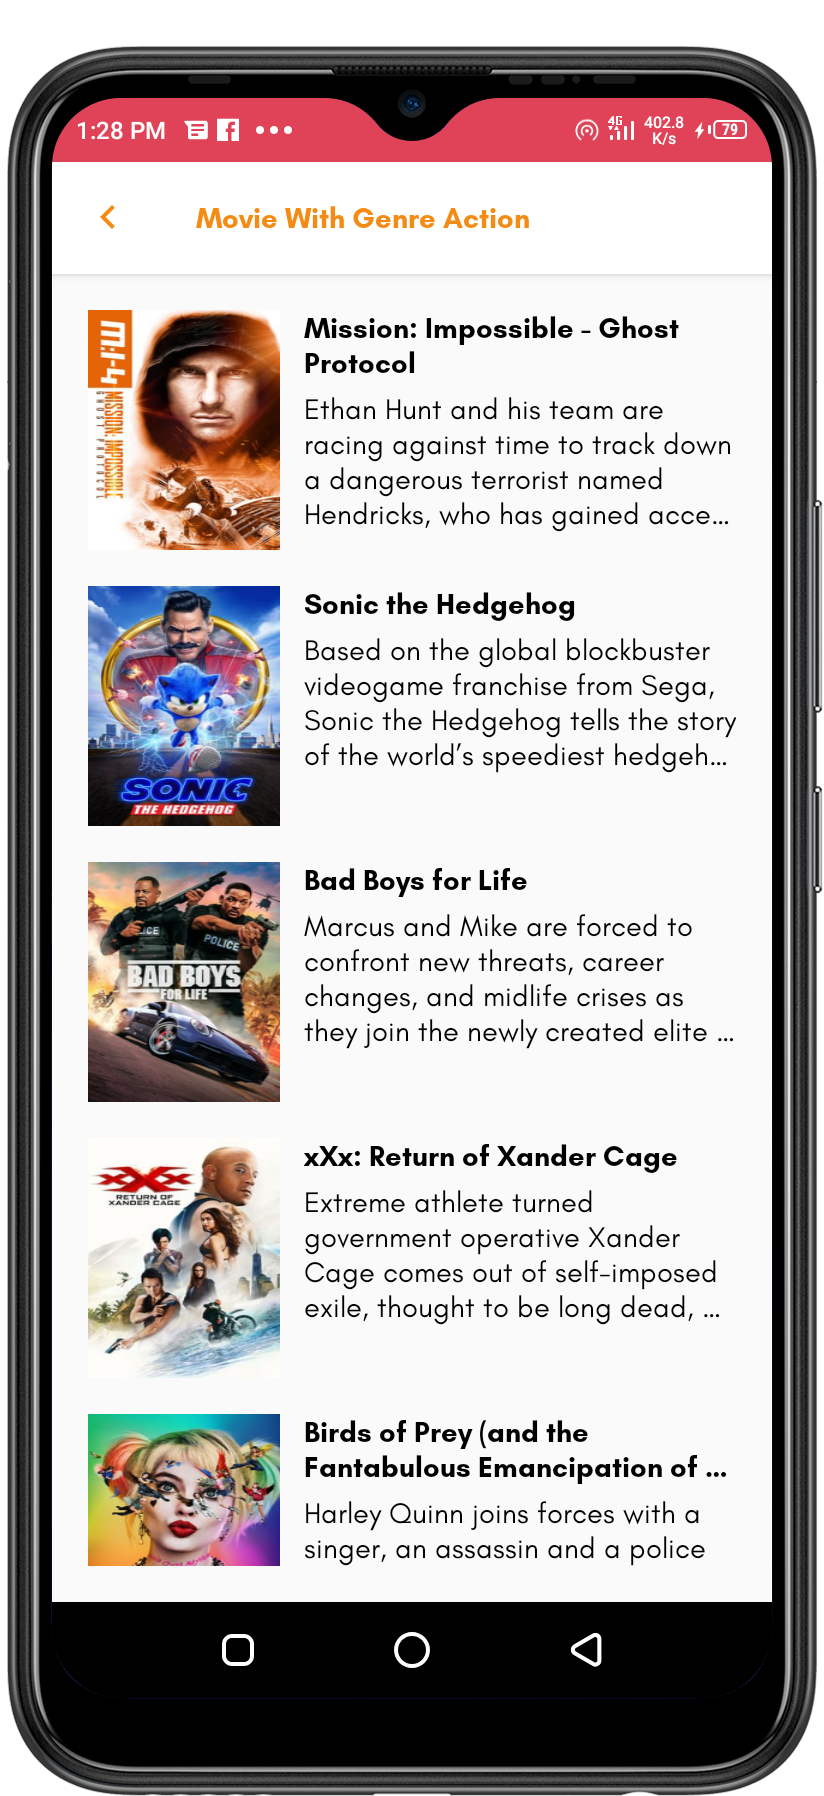 1:28 PM
4G
402.8
K/s
79
Movie With Genre Action
M:I-4
MISSION: IMPOSSIBLE
GHOST PROTOCOL
Mission: Impossible - Ghost
Protocol
Ethan Hunt and his team are
racing against time to track down
a dangerous terrorist named
Hendricks, who has gained acce...
SONIC
THE HEDGEHOG
Sonic the Hedgehog
Based on the global blockbuster
videogame franchise from Sega,
Sonic the Hedgehog tells the story
of the world’s speediest hedgeh...
POLICE
BAD BOYS
FOR LIFE
Bad Boys for Life
Marcus and Mike are forced to
confront new threats, career
changes, and midlife crises as
they join the newly created elite ...
xXx
RETURN OF
XANDER CAGE
xXx: Return of Xander Cage
Extreme athlete turned
government operative Xander
Cage comes out of self-imposed
exile, thought to be long dead, ...
Birds of Prey (and the
Fantabulous Emancipation of ...
Harley Quinn joins forces with a
singer, an assassin and a police